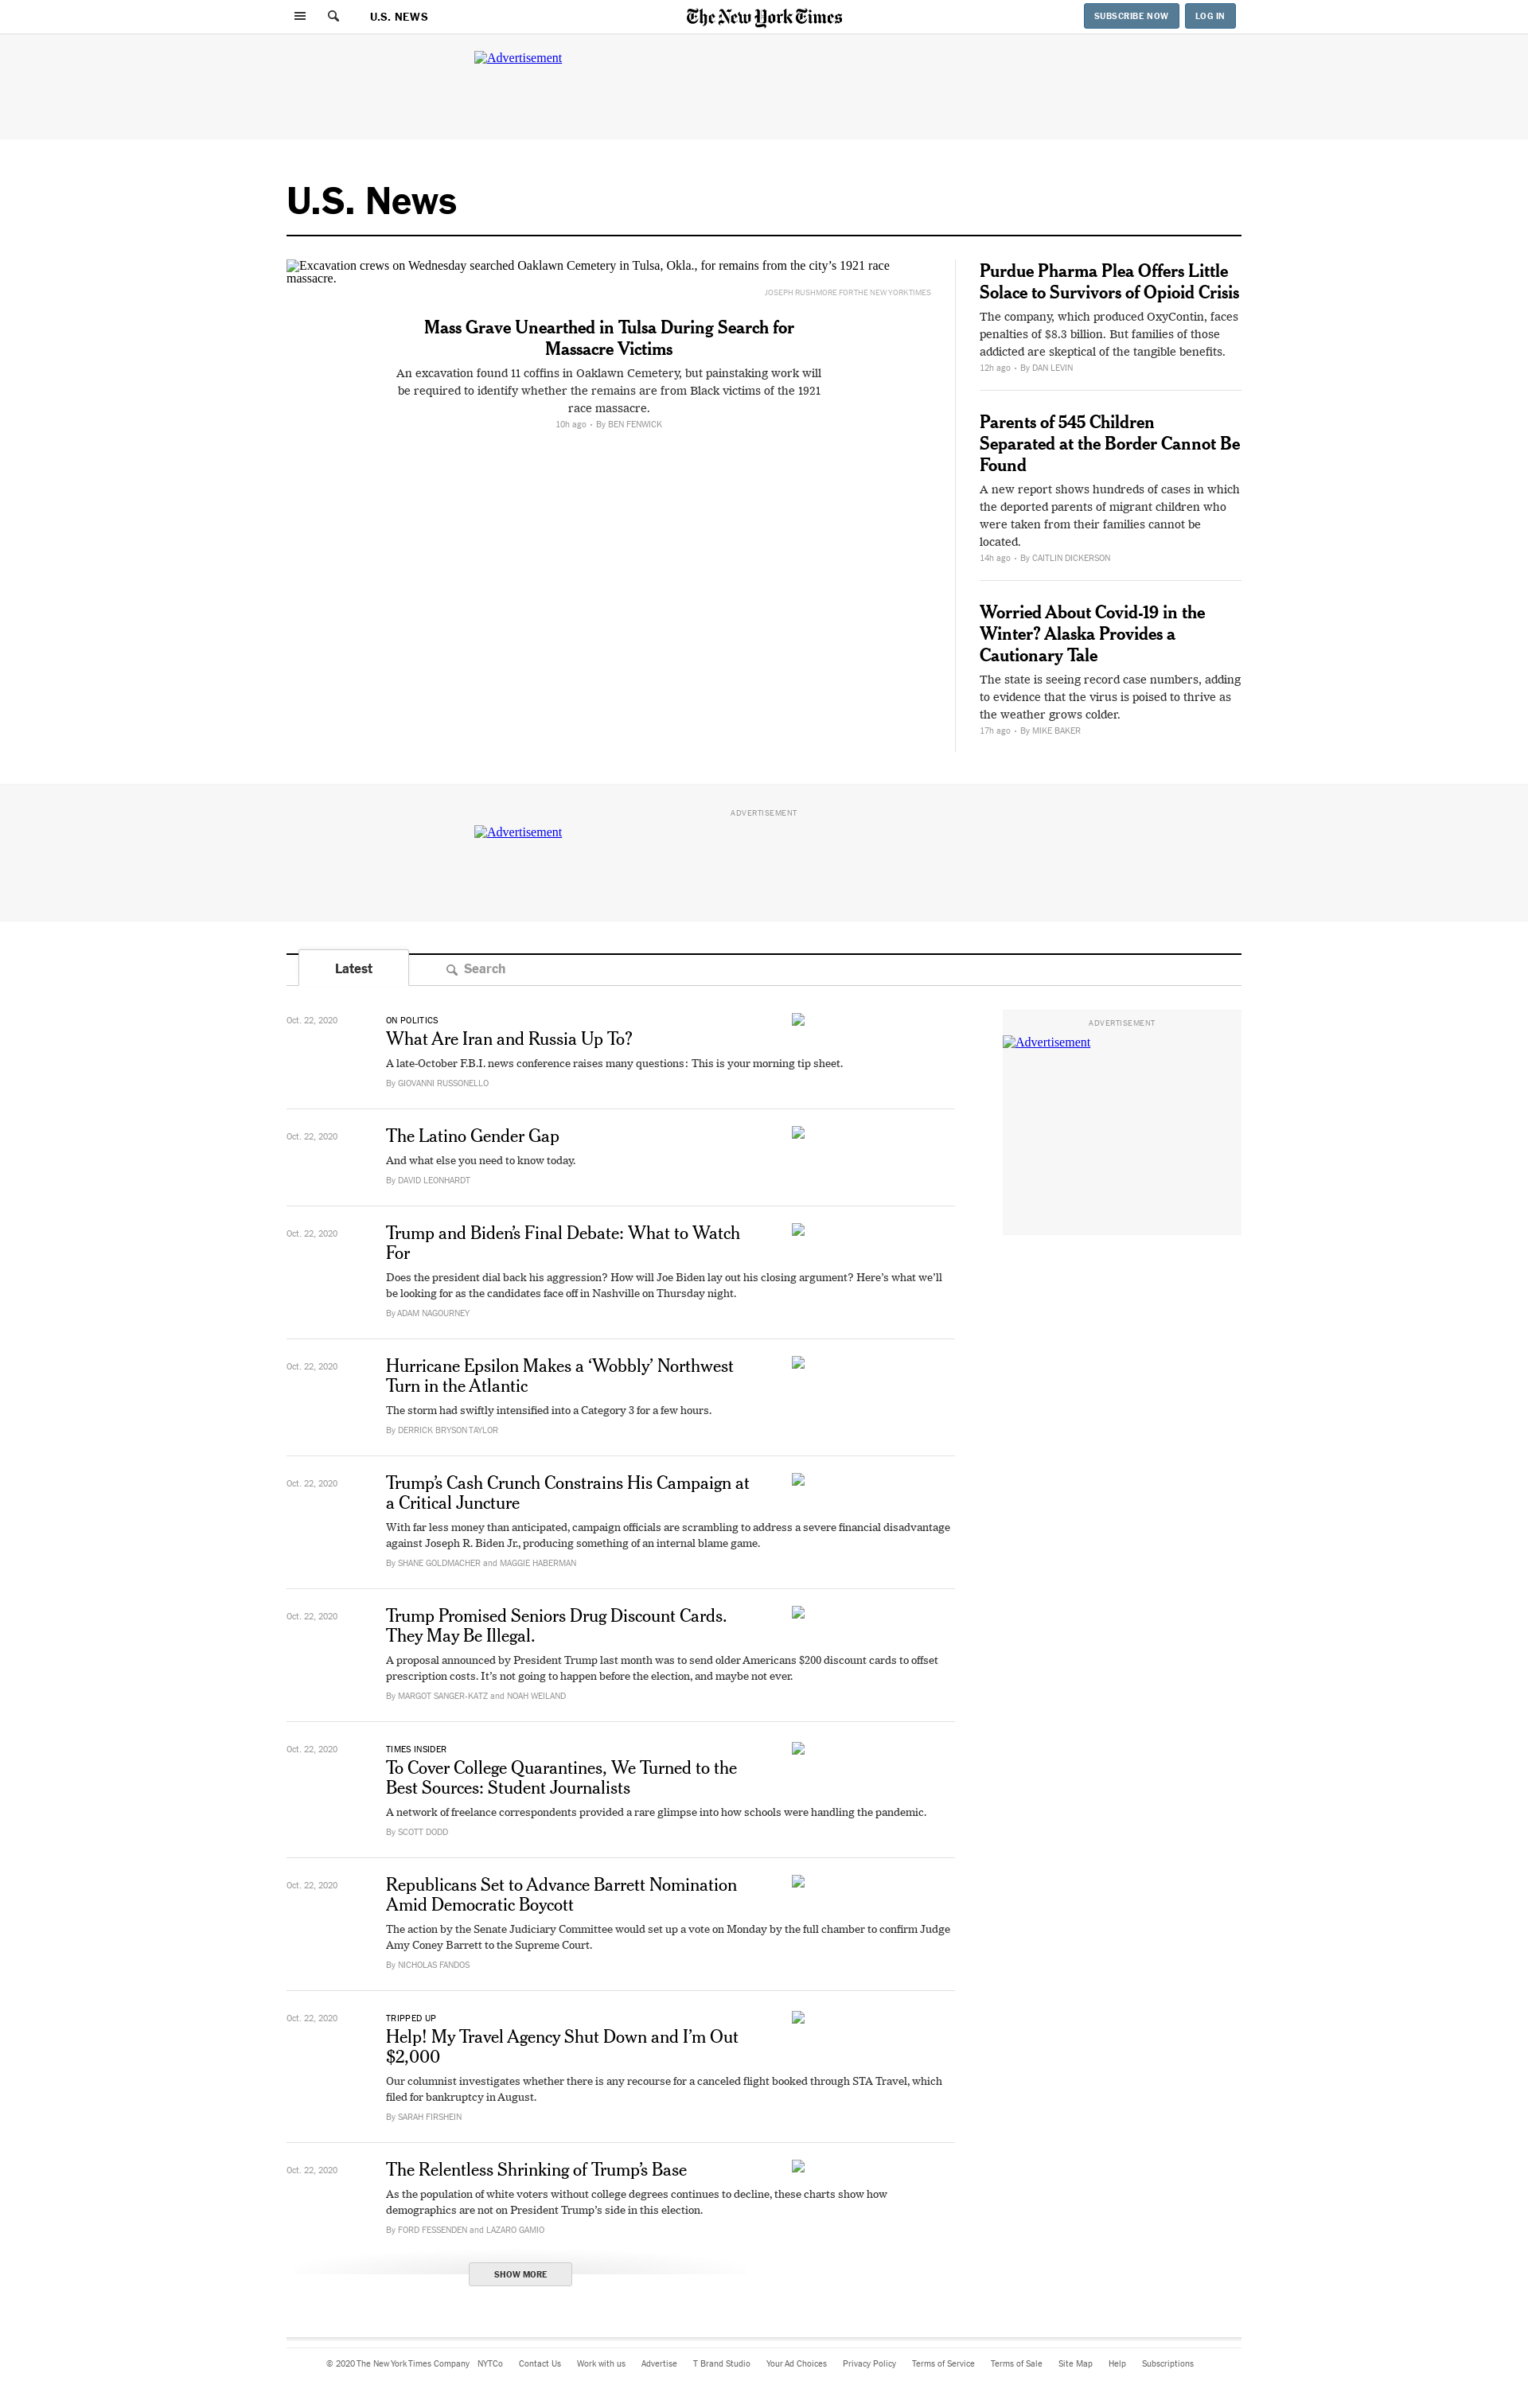 U.S. NEWS
The New York Times
SUBSCRIBE NOW
LOG IN
Advertisement
U.S. News
Excavation crews on Wednesday searched Oaklawn Cemetery in Tulsa, Okla., for remains from the city’s 1921 race
massacre.
JOSEPH RUSHMORE FOR THE NEW YORK TIMES
Mass Grave Unearthed in Tulsa During Search for
Massacre Victims
An excavation found 11 coffins in Oaklawn Cemetery, but painstaking work will
be required to identify whether the remains are from Black victims of the 1921
race massacre.
10h ago • By BEN FENWICK
Purdue Pharma Plea Offers Little
Solace to Survivors of Opioid Crisis
The company, which produced OxyContin, faces
penalties of $8.3 billion. But families of those
addicted are skeptical of the tangible benefits.
12h ago • By DAN LEVIN
Parents of 545 Children
Separated at the Border Cannot Be
Found
A new report shows hundreds of cases in which
the deported parents of migrant children who
were taken from their families cannot be
located.
14h ago • By CAITLIN DICKERSON
Worried About Covid-19 in the
Winter? Alaska Provides a
Cautionary Tale
The state is seeing record case numbers, adding
to evidence that the virus is poised to thrive as
the weather grows colder.
17h ago • By MIKE BAKER
ADVERTISEMENT
Advertisement
Latest
Search
Oct. 22, 2020
ON POLITICS
What Are Iran and Russia Up To?
A late-October F.B.I. news conference raises many questions: This is your morning tip sheet.
By GIOVANNI RUSSONELLO
ADVERTISEMENT
Advertisement
Oct. 22, 2020
The Latino Gender Gap
And what else you need to know today.
By DAVID LEONHARDT
Oct. 22, 2020
Trump and Biden’s Final Debate: What to Watch
For
Does the president dial back his aggression? How will Joe Biden lay out his closing argument? Here’s what we’ll
be looking for as the candidates face off in Nashville on Thursday night.
By ADAM NAGOURNEY
Oct. 22, 2020
Hurricane Epsilon Makes a ‘Wobbly’ Northwest
Turn in the Atlantic
The storm had swiftly intensified into a Category 3 for a few hours.
By DERRICK BRYSON TAYLOR
Oct. 22, 2020
Trump’s Cash Crunch Constrains His Campaign at
a Critical Juncture
With far less money than anticipated, campaign officials are scrambling to address a severe financial disadvantage
against Joseph R. Biden Jr., producing something of an internal blame game.
By SHANE GOLDMACHER and MAGGIE HABERMAN
Oct. 22, 2020
Trump Promised Seniors Drug Discount Cards.
They May Be Illegal.
A proposal announced by President Trump last month was to send older Americans $200 discount cards to offset
prescription costs. It’s not going to happen before the election, and maybe not ever.
By MARGOT SANGER-KATZ and NOAH WEILAND
Oct. 22, 2020
TIMES INSIDER
To Cover College Quarantines, We Turned to the
Best Sources: Student Journalists
A network of freelance correspondents provided a rare glimpse into how schools were handling the pandemic.
By SCOTT DODD
Oct. 22, 2020
Republicans Set to Advance Barrett Nomination
Amid Democratic Boycott
The action by the Senate Judiciary Committee would set up a vote on Monday by the full chamber to confirm Judge
Amy Coney Barrett to the Supreme Court.
By NICHOLAS FANDOS
Oct. 22, 2020
TRIPPED UP
Help! My Travel Agency Shut Down and I’m Out
$2,000
Our columnist investigates whether there is any recourse for a canceled flight booked through STA Travel, which
filed for bankruptcy in August.
By SARAH FIRSHEIN
Oct. 22, 2020
The Relentless Shrinking of Trump’s Base
As the population of white voters without college degrees continues to decline, these charts show how
demographics are not on President Trump’s side in this election.
By FORD FESSENDEN and LAZARO GAMIO
SHOW MORE
© 2020 The New York Times Company NYTCo Contact Us Work with us Advertise T Brand Studio Your Ad Choices Privacy Policy Terms of Service Terms of Sale Site Map Help Subscriptions